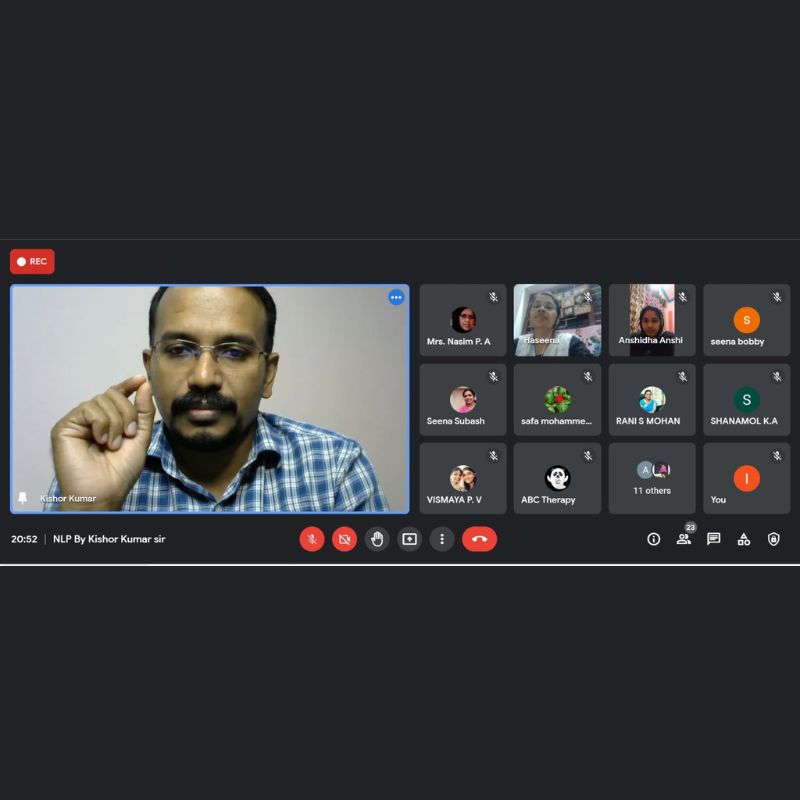 REC
Kishor Kumar
Mrs. Nasim P. A
Haseena
Anshidha Anshi
S
seena bobby
Seena Subash
safa mohamme...
RANI S MOHAN
S
SHANAMOL K.A
VISMAYA P. V
ABC Therapy
A
11 others
I
You
20:52 | NLP By Kishor Kumar sir
23